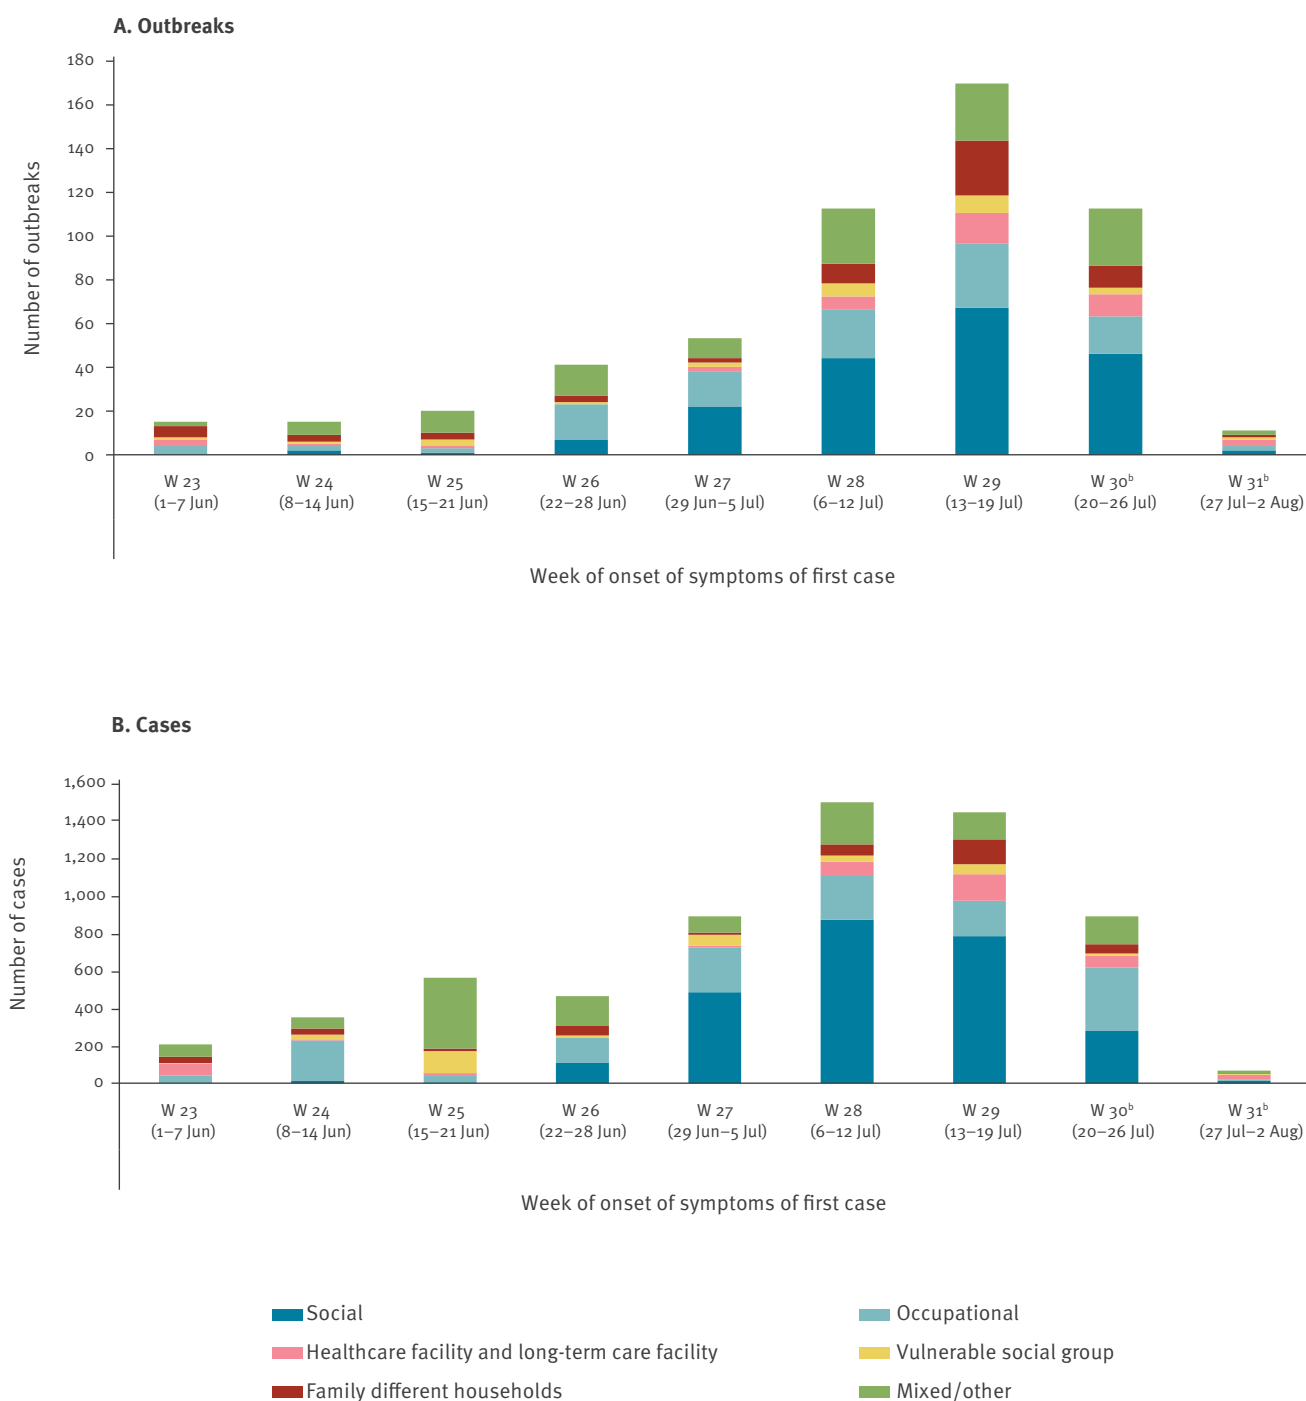 A. Outbreaks
180
160
140
120
100
80
60
40
20
0
Number of outbreaks
W 23 W 24 W 25 W 26 W 27 W 28 W 29 W 30ᵇ W 31ᵇ
(1–7 Jun) (8–14 Jun) (15–21 Jun) (22–28 Jun) (29 Jun–5 Jul) (6–12 Jul) (13–19 Jul) (20–26 Jul) (27 Jul–2 Aug)
Week of onset of symptoms of first case
B. Cases
1,600
1,400
1,200
1,000
800
600
400
200
0
Number of cases
W 23 W 24 W 25 W 26 W 27 W 28 W 29 W 30ᵇ W 31ᵇ
(1–7 Jun) (8–14 Jun) (15–21 Jun) (22–28 Jun) (29 Jun–5 Jul) (6–12 Jul) (13–19 Jul) (20–26 Jul) (27 Jul–2 Aug)
Week of onset of symptoms of first case
Social Occupational
Healthcare facility and long-term care facility Vulnerable social group
Family different households Mixed/other